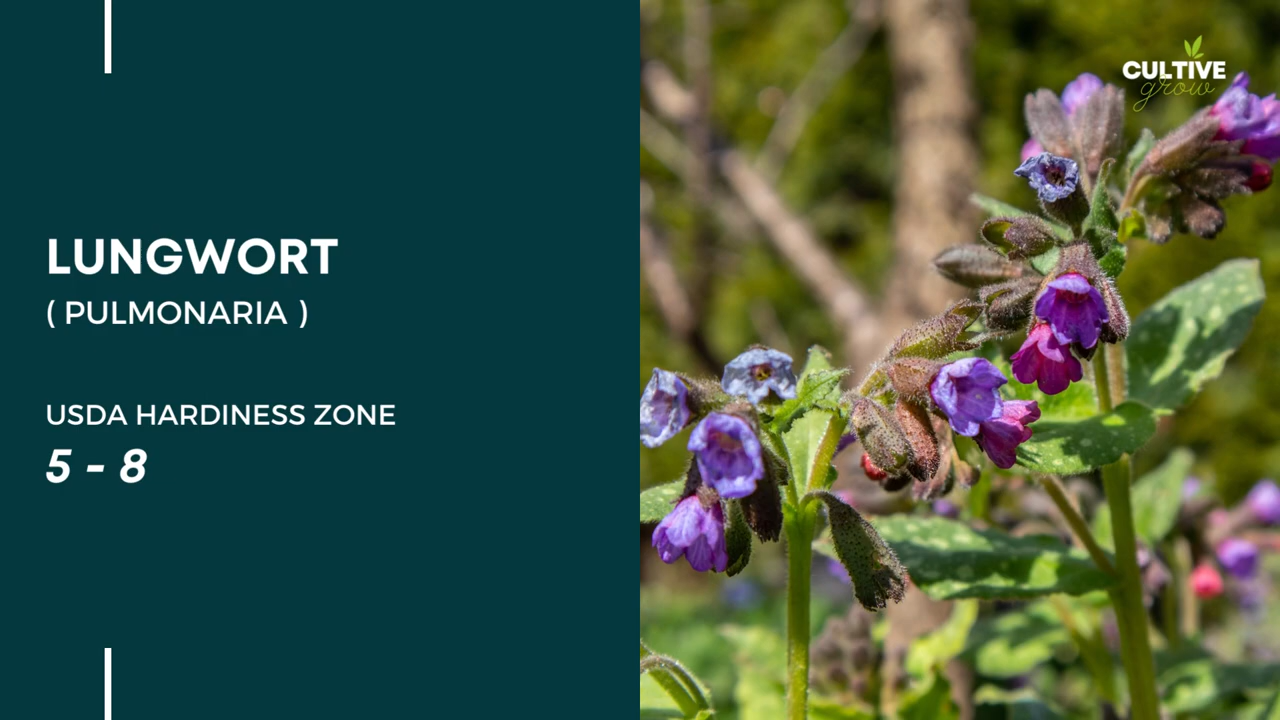 LUNGWORT
( PULMONARIA )
USDA HARDINESS ZONE
5 - 8
CULTIVE
grow